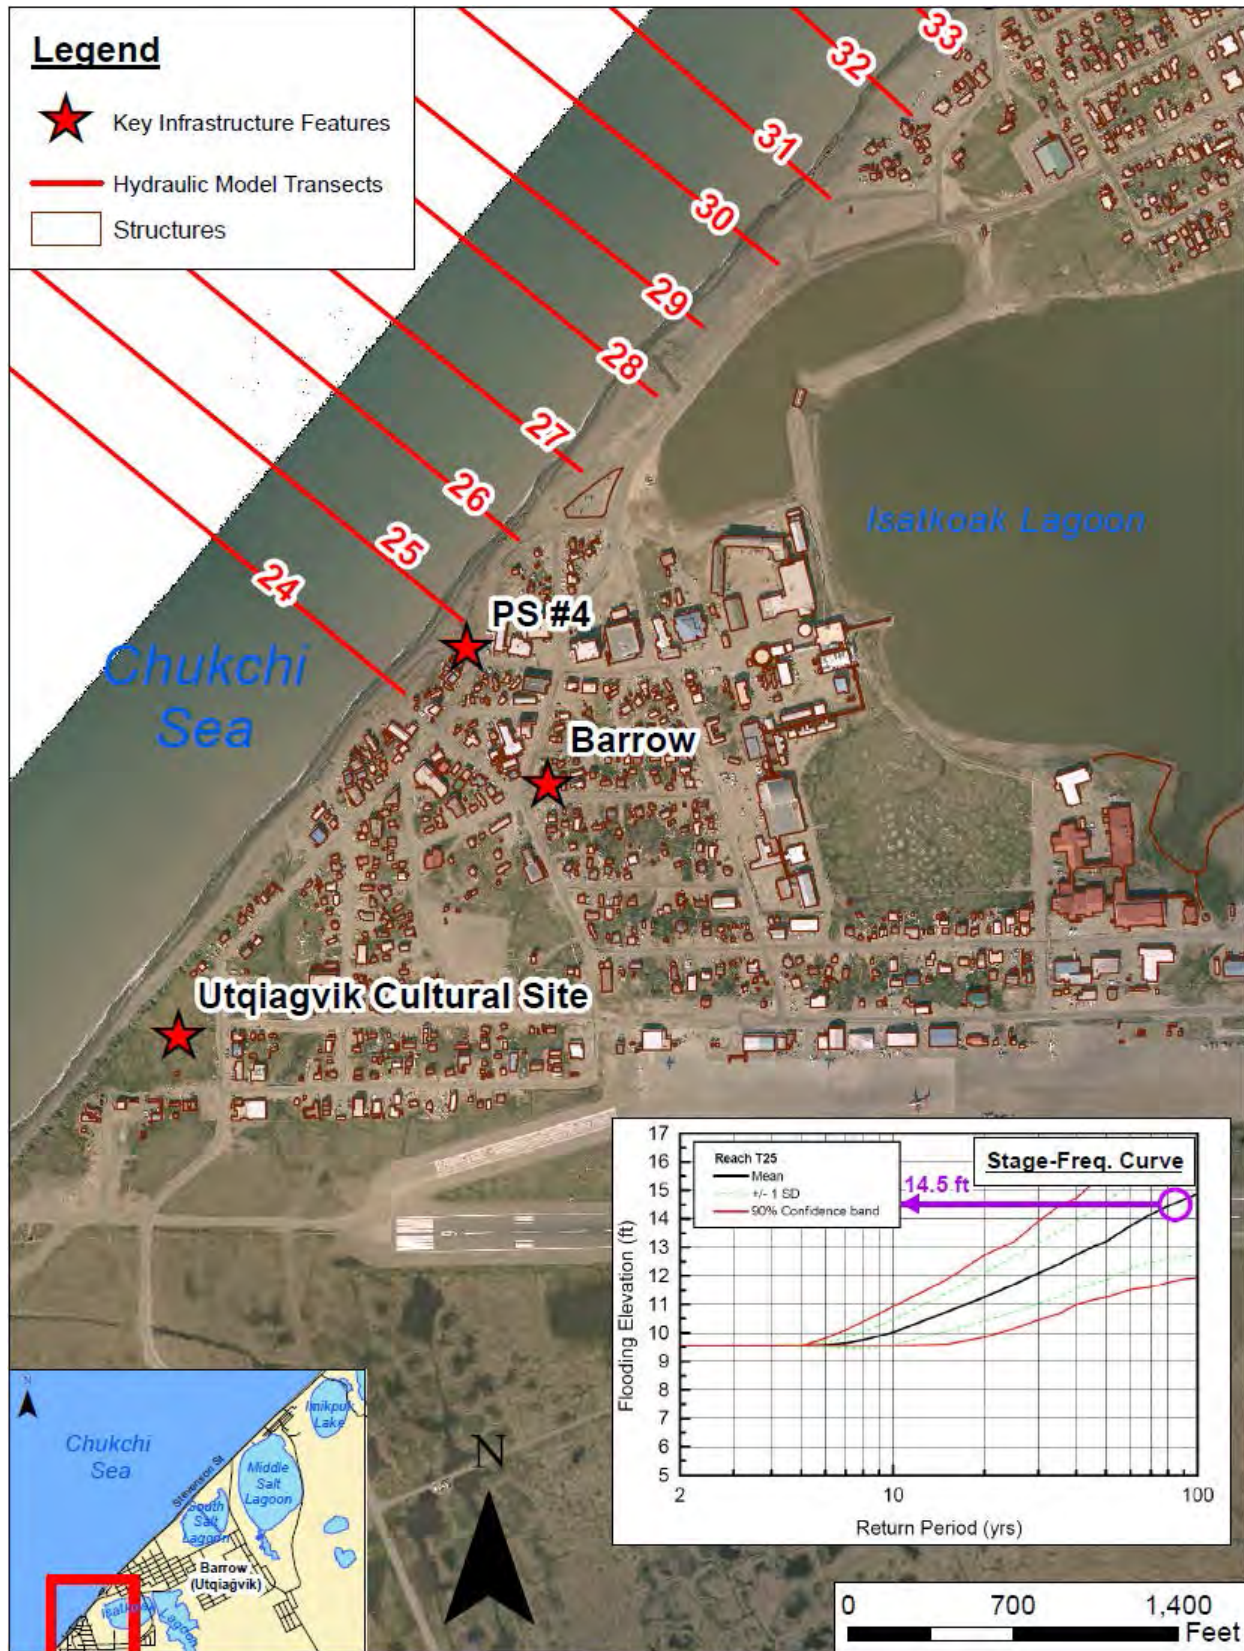 Legend
Key Infrastructure Features
Hydraulic Model Transects
Structures
33
32
31
30
29
28
27
26
25
24
PS #4
Barrow
Utqiagvik Cultural Site
Chukchi
Sea
Isatkoak Lagoon
Stage-Freq. Curve
Reach T25
Mean
+/- 1 SD
90% Confidence band
14.5 ft
Flooding Elevation (ft)
17
16
15
14
13
12
11
10
9
8
7
6
5
2
10
100
Return Period (yrs)
N
Chukchi
Sea
Imikpuk
Lake
Stevenson St
Middle
Salt
Lagoon
South
Salt
Lagoon
Barrow
(Utqiaġvik)
Isatkoak
Lagoon
N
0
700
1,400
Feet